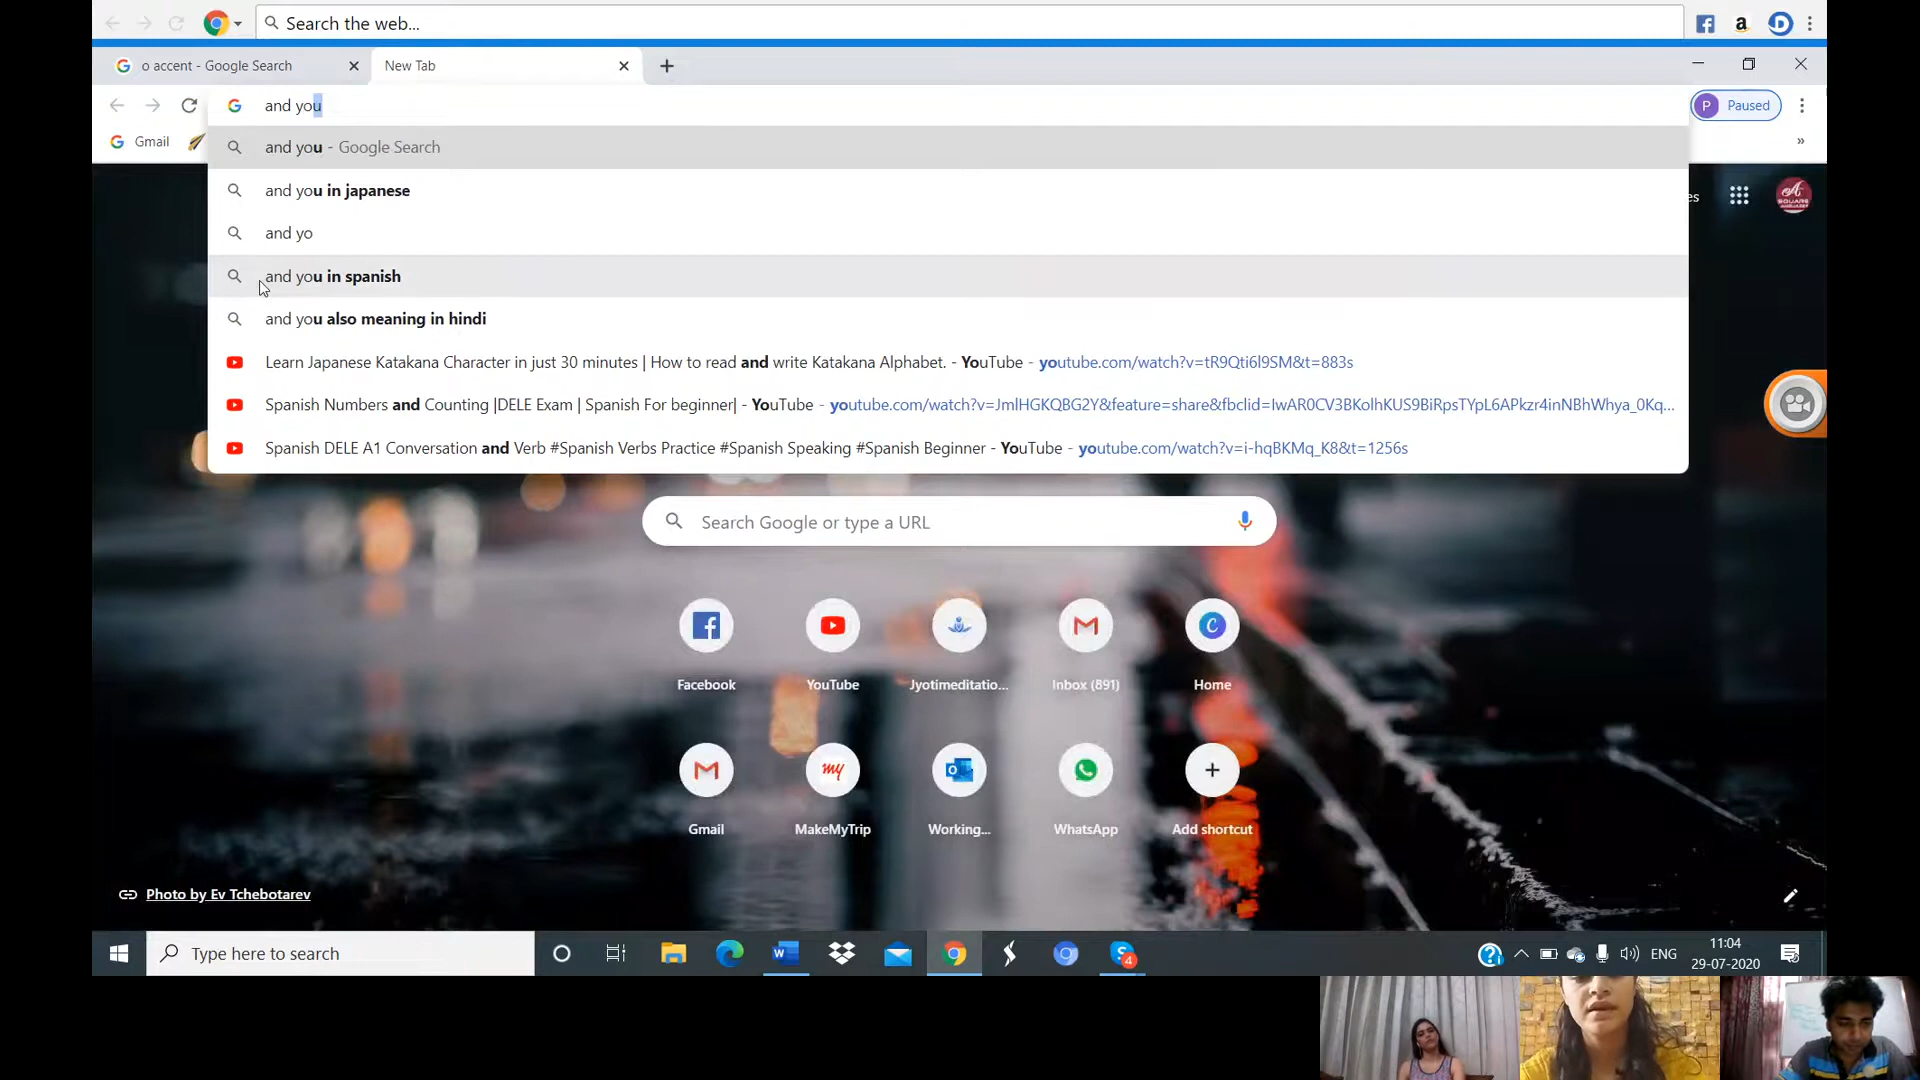 Search the web...
o accent - Google Search
New Tab
and you
Paused
P
Gmail
»
and you - Google Search
and you in japanese
and yo
and you in spanish
and you also meaning in hindi
Learn Japanese Katakana Character in just 30 minutes | How to read and write Katakana Alphabet. - YouTube - youtube.com/watch?v=tR9Qti6l9SM&t=883s
Spanish Numbers and Counting |DELE Exam | Spanish For beginner| - YouTube - youtube.com/watch?v=JmlHGKQBG2Y&feature=share&fbclid=IwAR0CV3BKolhKUS9BiRpsTYpL6APkzr4inNBhWhya_0Kq...
Spanish DELE A1 Conversation and Verb #Spanish Verbs Practice #Spanish Speaking #Spanish Beginner - YouTube - youtube.com/watch?v=i-hqBKMq_K8&t=1256s
es
Search Google or type a URL
Facebook
YouTube
Jyotimeditatio...
Inbox (891)
Home
Gmail
MakeMyTrip
Working...
WhatsApp
Add shortcut
Photo by Ev Tchebotarev
Type here to search
4
ENG
11:04
29-07-2020